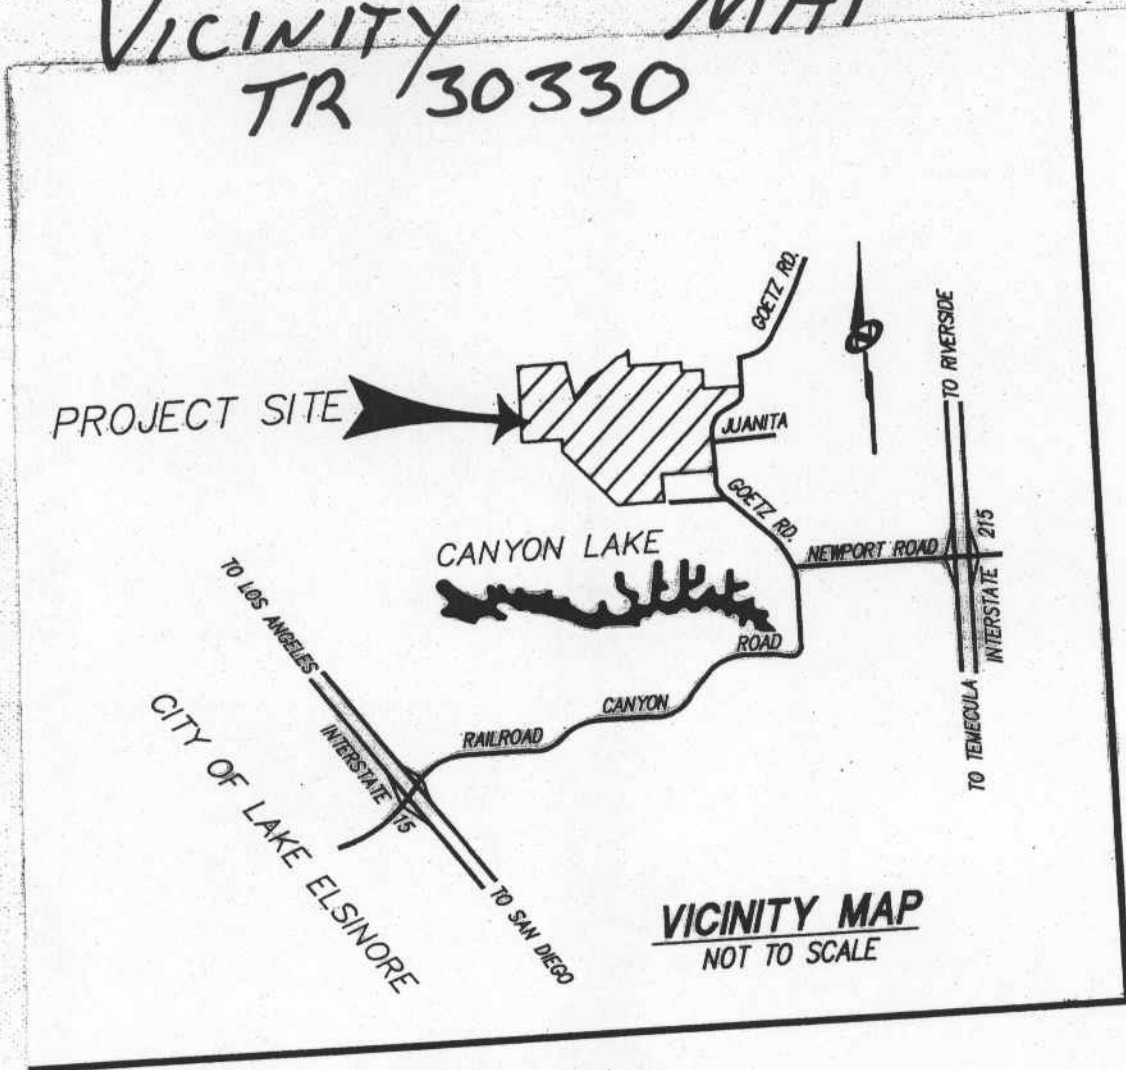 VICINITY MAP
TR 30330
GOETZ RD.
TO RIVERSIDE
PROJECT SITE
JUANITA
GOETZ RD.
NEWPORT ROAD
INTERSTATE 215
CANYON LAKE
TO LOS ANGELES
ROAD
CANYON
RAILROAD
INTERSTATE 15
TO TEMECULA
CITY OF LAKE ELSINORE
TO SAN DIEGO
VICINITY MAP
NOT TO SCALE